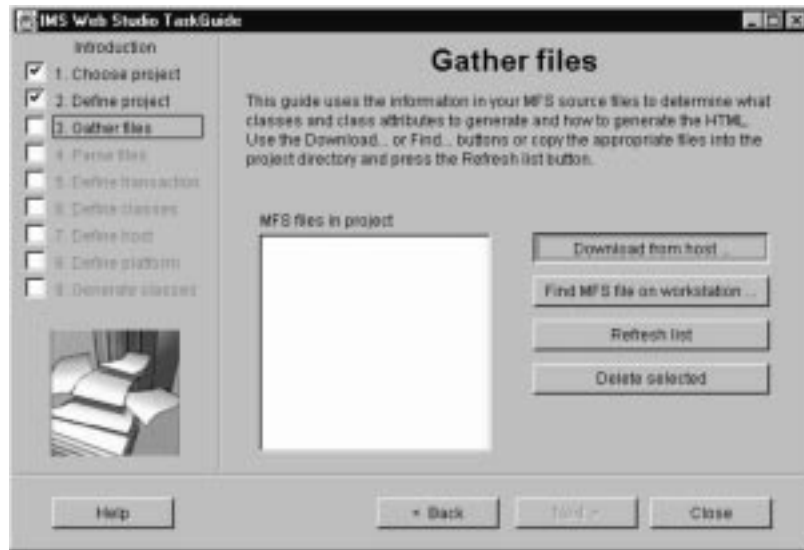 IMS Web Studio TaskGuide
Introduction
1. Choose project
2. Define project
3. Gather files
4. Parse files
5. Define transaction
6. Define classes
7. Define host
8. Define platform
9. Generate classes
Gather files
This guide uses the information in your MFS source files to determine what
classes and class attributes to generate and how to generate the HTML.
Use the Download... or Find... buttons or copy the appropriate files into the
project directory and press the Refresh list button.
MFS files in project
Download from host ...
Find MFS file on workstation ...
Refresh list
Delete selected
Help
< Back
Next >
Close